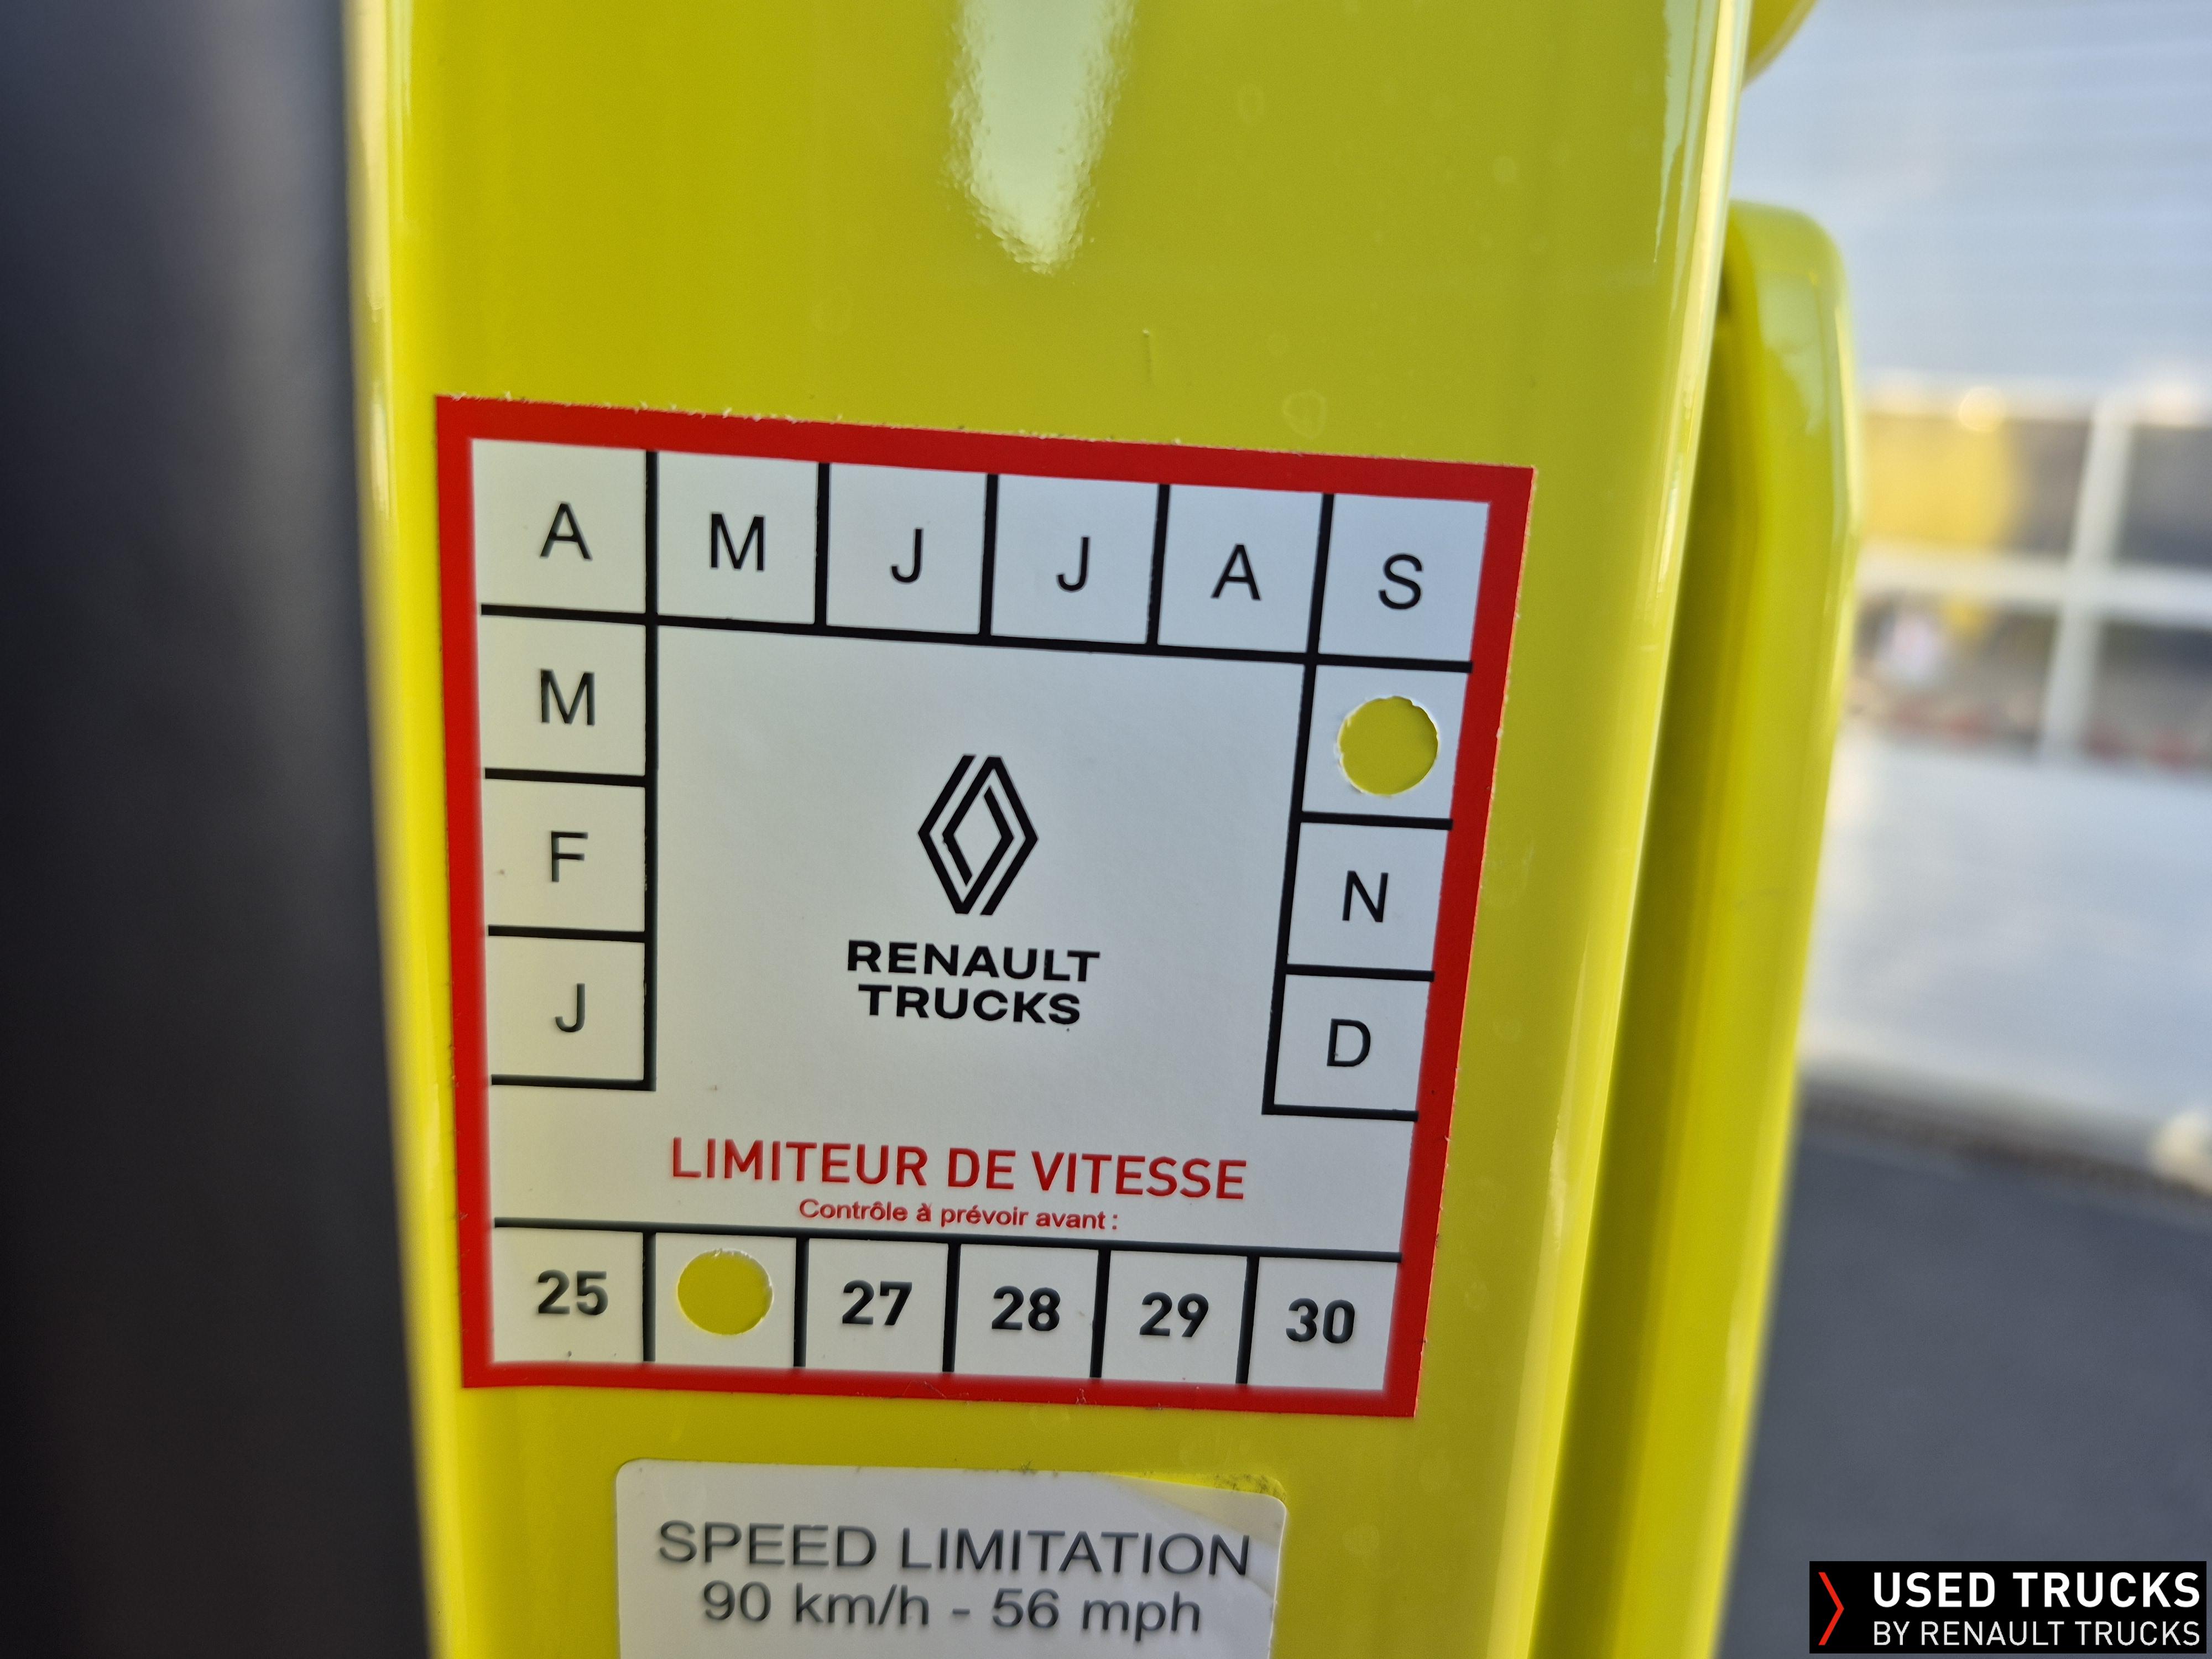 A M J J A S
M
F N
J D
RENAULT
TRUCKS
LIMITEUR DE VITESSE
Contrôle à prévoir avant :
25 27 28 29 30
SPEED LIMITATION
90 km/h - 56 mph
USED TRUCKS
BY RENAULT TRUCKS